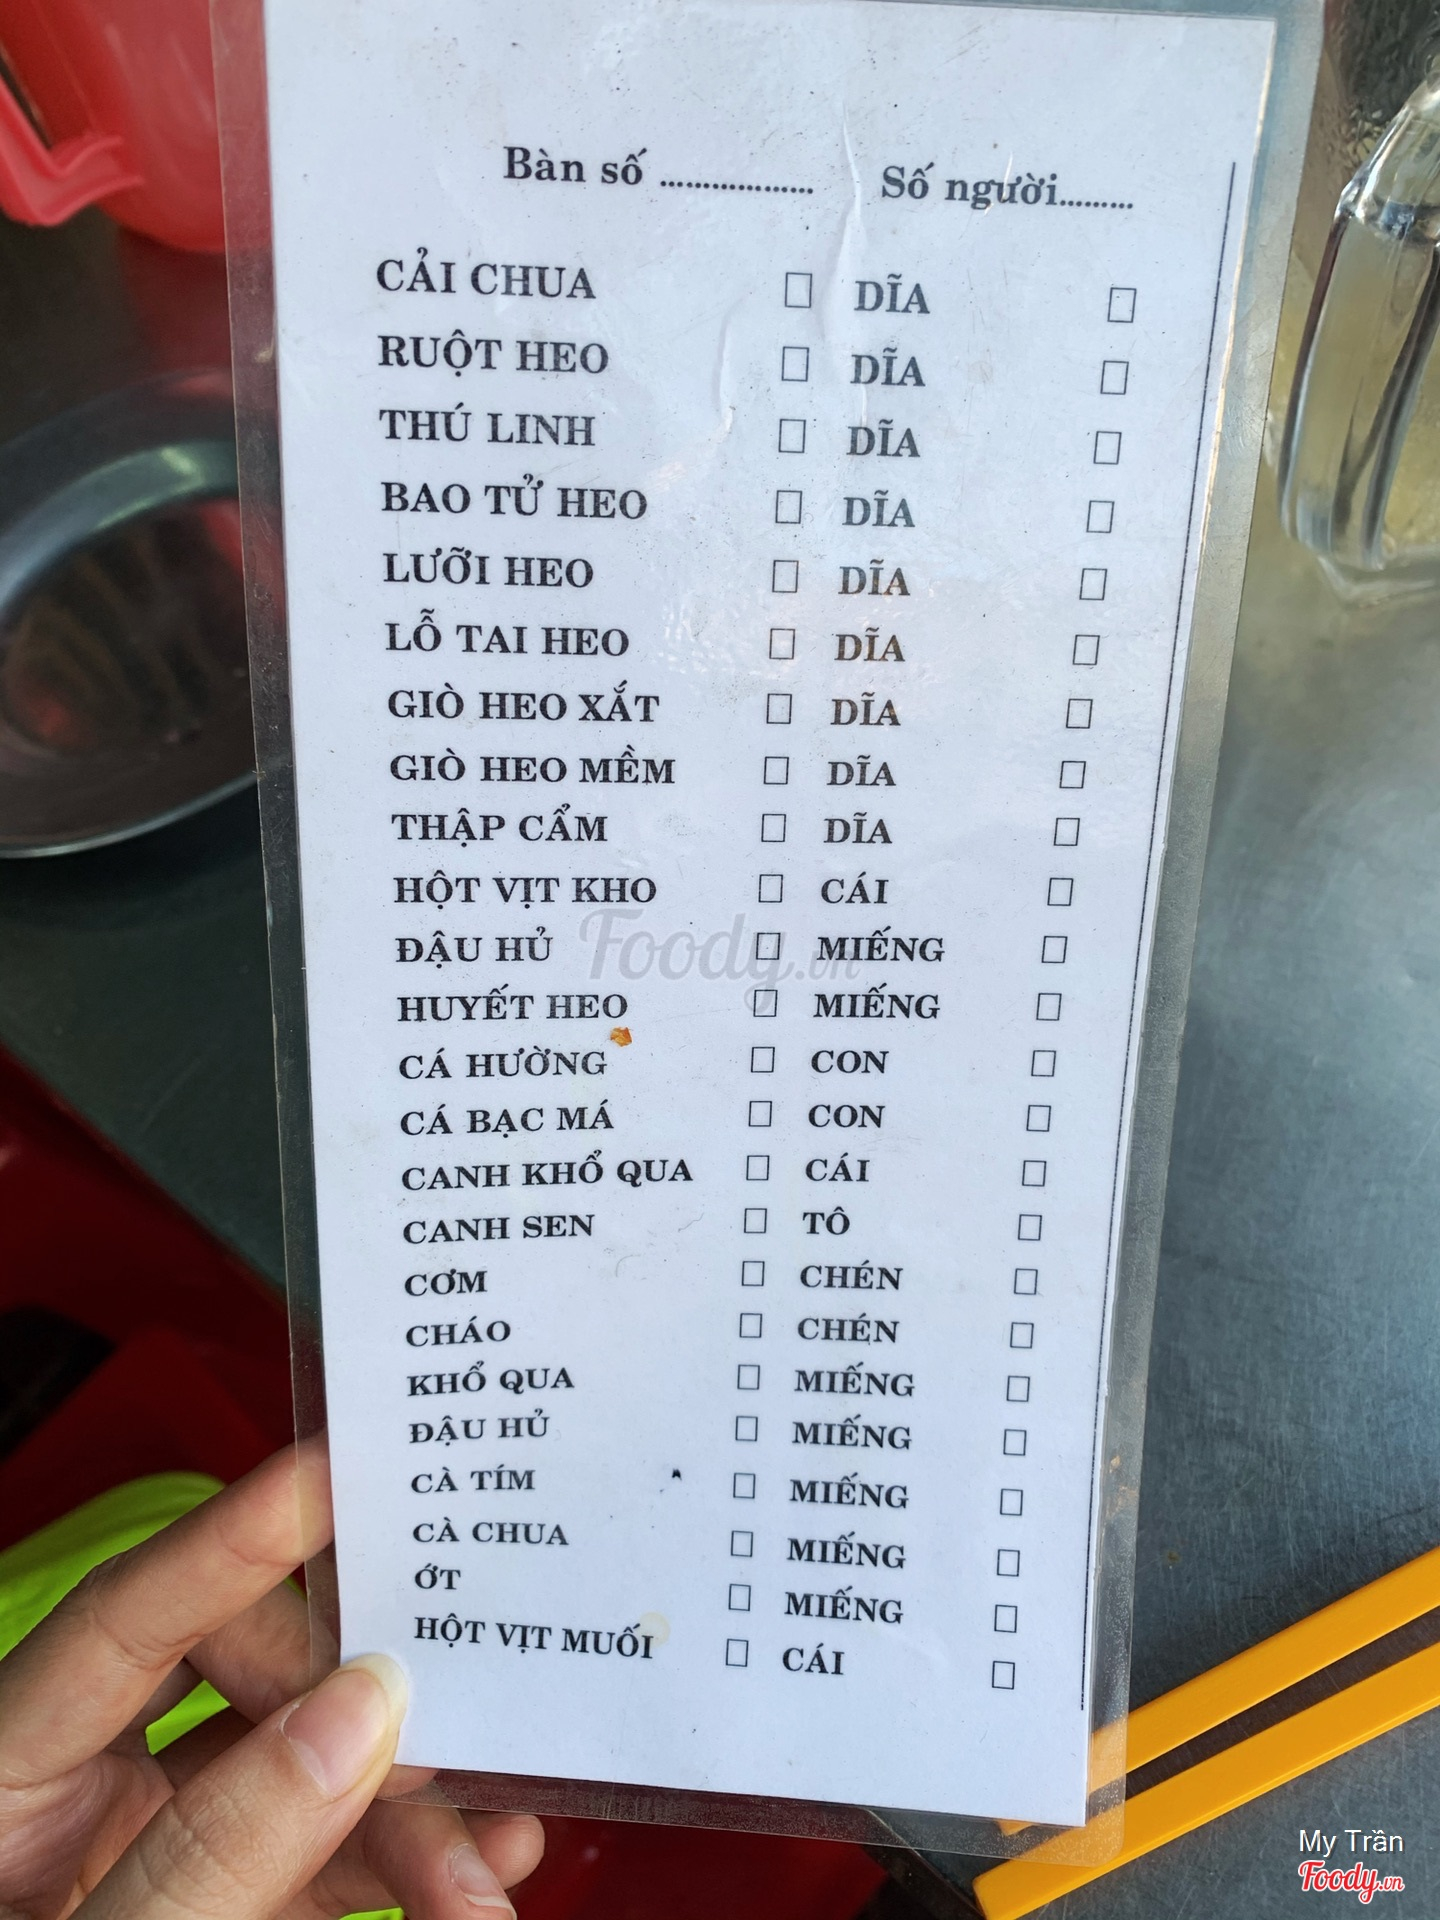 Bàn số .................. Số người.........
CẢI CHUA □ DĨA □
RUỘT HEO □ DĨA □
THÚ LINH □ DĨA □
BAO TỬ HEO □ DĨA □
LƯỠI HEO □ DĨA □
LỖ TAI HEO □ DĨA □
GIÒ HEO XẮT □ DĨA □
GIÒ HEO MỀM □ DĨA □
THẬP CẨM □ DĨA □
HỘT VỊT KHO □ CÁI □
ĐẬU HỦ □ MIẾNG □
HUYẾT HEO □ MIẾNG □
CÁ HƯỜNG □ CON □
CÁ BẠC MÁ □ CON □
CANH KHỔ QUA □ CÁI □
CANH SEN □ TÔ □
CƠM □ CHÉN □
CHÁO □ CHÉN □
KHỔ QUA □ MIẾNG □
ĐẬU HỦ □ MIẾNG □
CÀ TÍM □ MIẾNG □
CÀ CHUA □ MIẾNG □
ỚT □ MIẾNG □
HỘT VỊT MUỐI □ CÁI □
Foody.vn
My Trần
Foody.vn